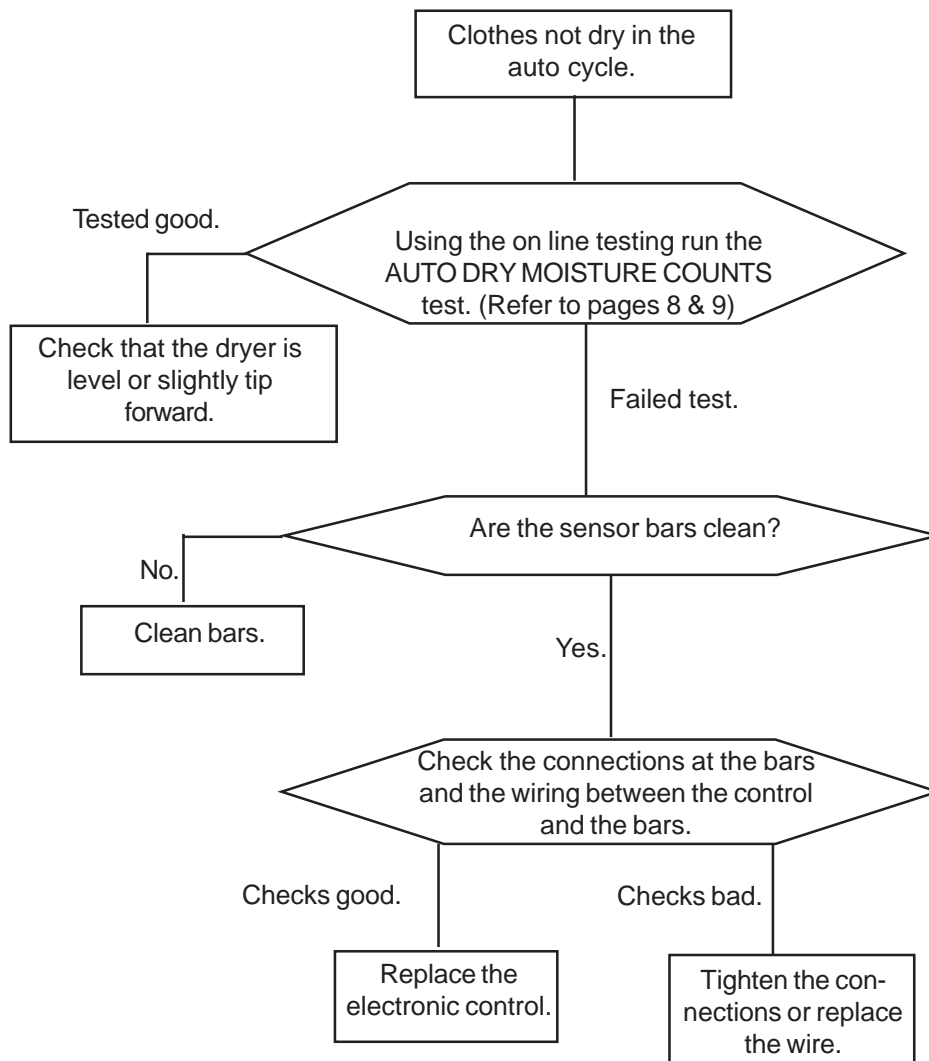 Clothes not dry in the
auto cycle.
Tested good.
Using the on line testing run the
AUTO DRY MOISTURE COUNTS
test. (Refer to pages 8 & 9)
Check that the dryer is
level or slightly tip
forward.
Failed test.
Are the sensor bars clean?
No.
Clean bars.
Yes.
Check the connections at the bars
and the wiring between the control
and the bars.
Checks good.
Checks bad.
Replace the
electronic control.
Tighten the con-
nections or replace
the wire.